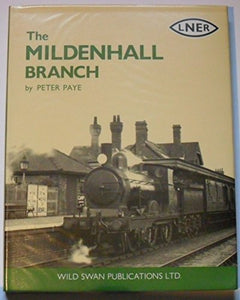 LNER
The
MILDENHALL
BRANCH
by PETER PAYE
WILD SWAN PUBLICATIONS LTD.